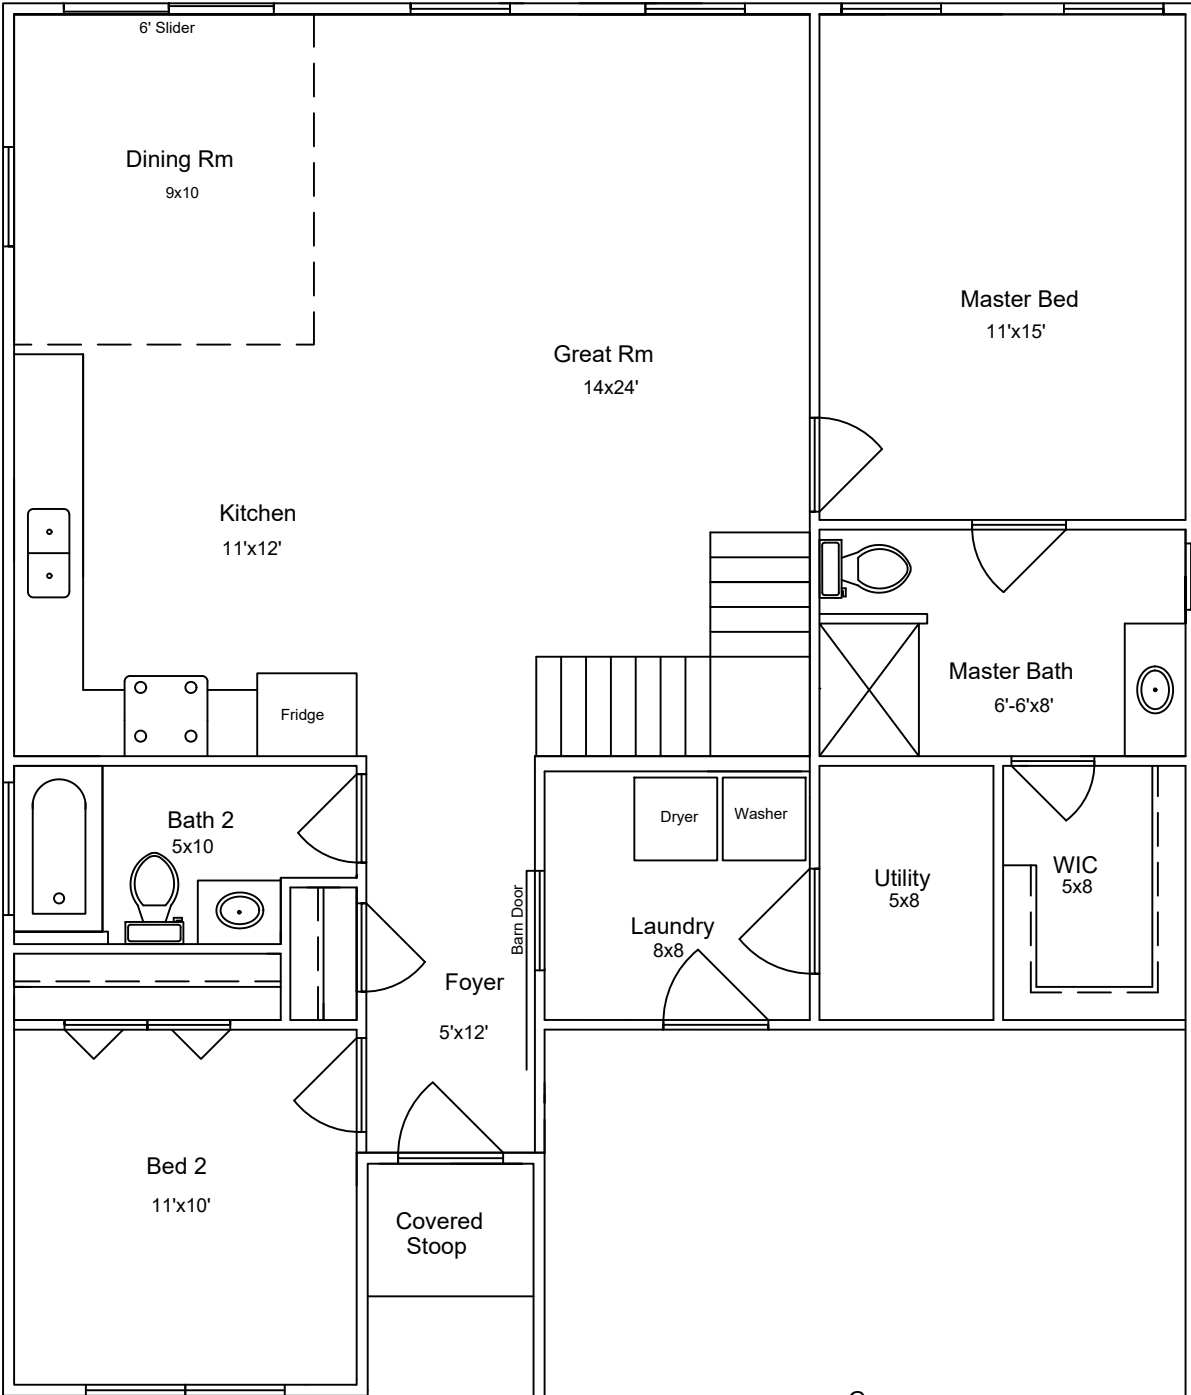 6' Slider
Dining Rm
9x10
Master Bed
11'x15'
Great Rm
14x24'
Kitchen
11'x12'
Master Bath
6'-6'x8'
Fridge
Bath 2
5x10
Dryer
Washer
Utility
5x8
WIC
5x8
Barn Door
Laundry
8x8
Foyer
5'x12'
Bed 2
11'x10'
Covered
Stoop